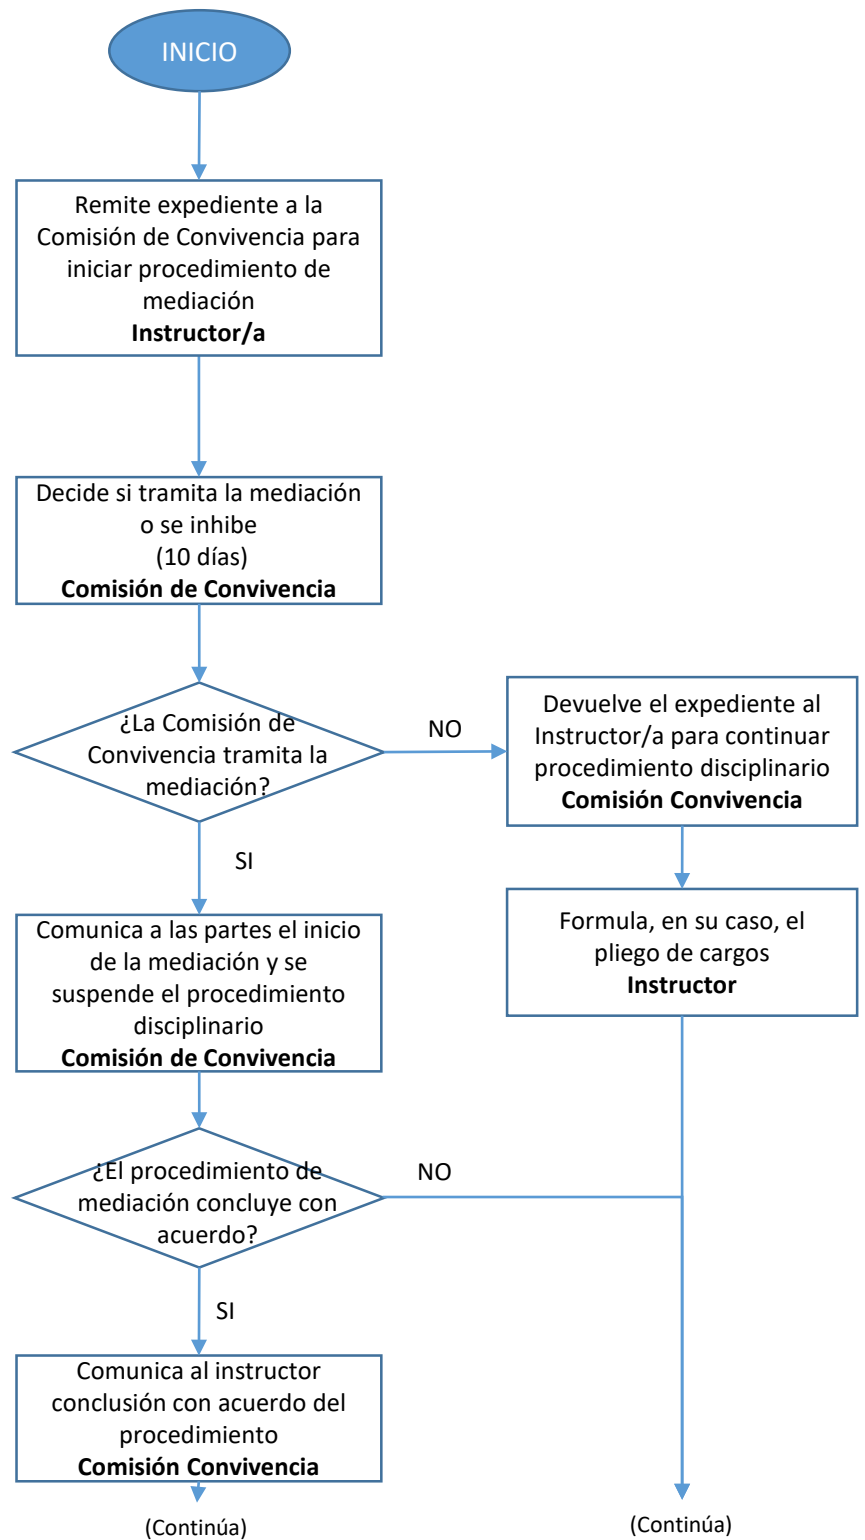 INICIO
Remite expediente a la
Comisión de Convivencia para
iniciar procedimiento de
mediación
Instructor/a
Decide si tramita la mediación
o se inhibe
(10 días)
Comisión de Convivencia
¿La Comisión de
Convivencia tramita la
mediación?
NO
Devuelve el expediente al
Instructor/a para continuar
procedimiento disciplinario
Comisión Convivencia
SI
Formula, en su caso, el
pliego de cargos
Instructor
Comunica a las partes el inicio
de la mediación y se
suspende el procedimiento
disciplinario
Comisión de Convivencia
¿El procedimiento de
mediación concluye con
acuerdo?
NO
SI
Comunica al instructor
conclusión con acuerdo del
procedimiento
Comisión Convivencia
(Continúa)
(Continúa)